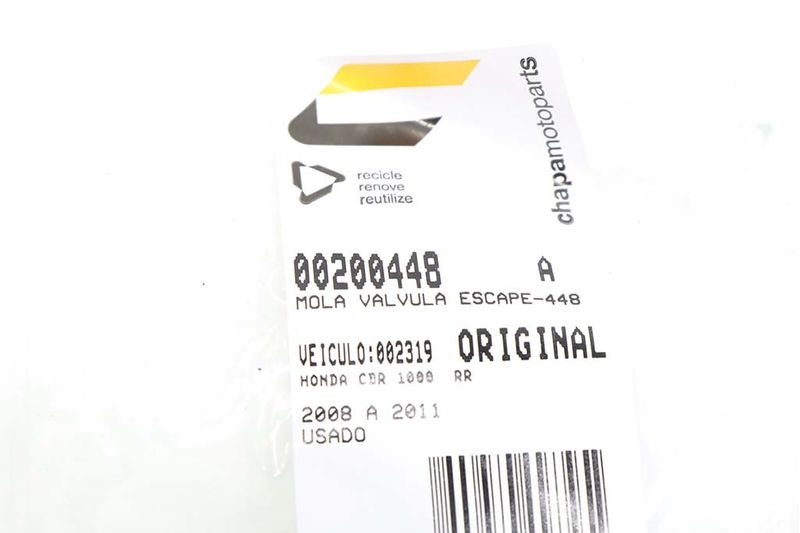 chapamotoparts
recicle
renove
reutilize
00200448 A
MOLA VALVULA ESCAPE-448
VEICULO:002319 ORIGINAL
HONDA CBR 1000 RR
2008 A 2011
USADO